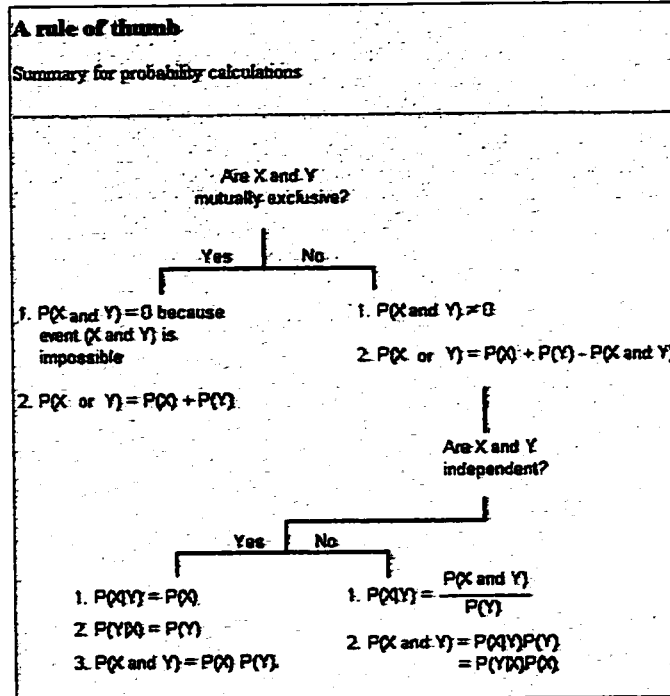 A rule of thumb
Summary for probability calculations
Are X and Y
mutually exclusive?
Yes No
1. P(X and Y) = 0 because
event (X and Y) is
impossible
2. P(X or Y) = P(X) + P(Y)
1. P(X and Y) ≠ 0
2. P(X or Y) = P(X) + P(Y) - P(X and Y)
Are X and Y
independent?
Yes No
1. P(X|Y) = P(X)
2. P(Y|X) = P(Y)
3. P(X and Y) = P(X) P(Y).
1. P(X|Y) = P(X and Y)
P(Y)
2. P(X and Y) = P(X|Y)P(Y)
= P(Y|X)P(X)